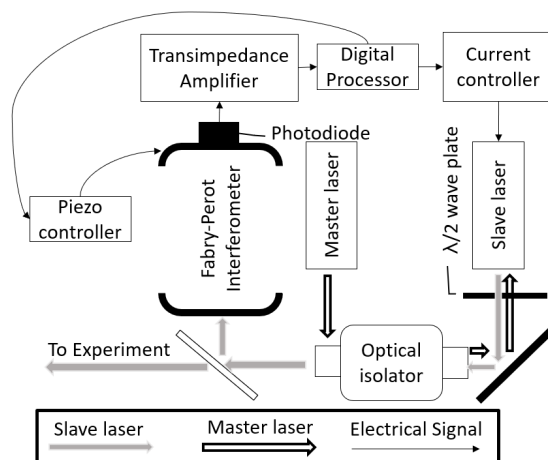 Transimpedance
Amplifier
Digital
Processor
Current
controller
Photodiode
Piezo
controller
Fabry-Perot
Interferometer
Master laser
λ/2 wave plate
Slave laser
To Experiment
Optical
isolator
Slave laser
Master laser
Electrical Signal